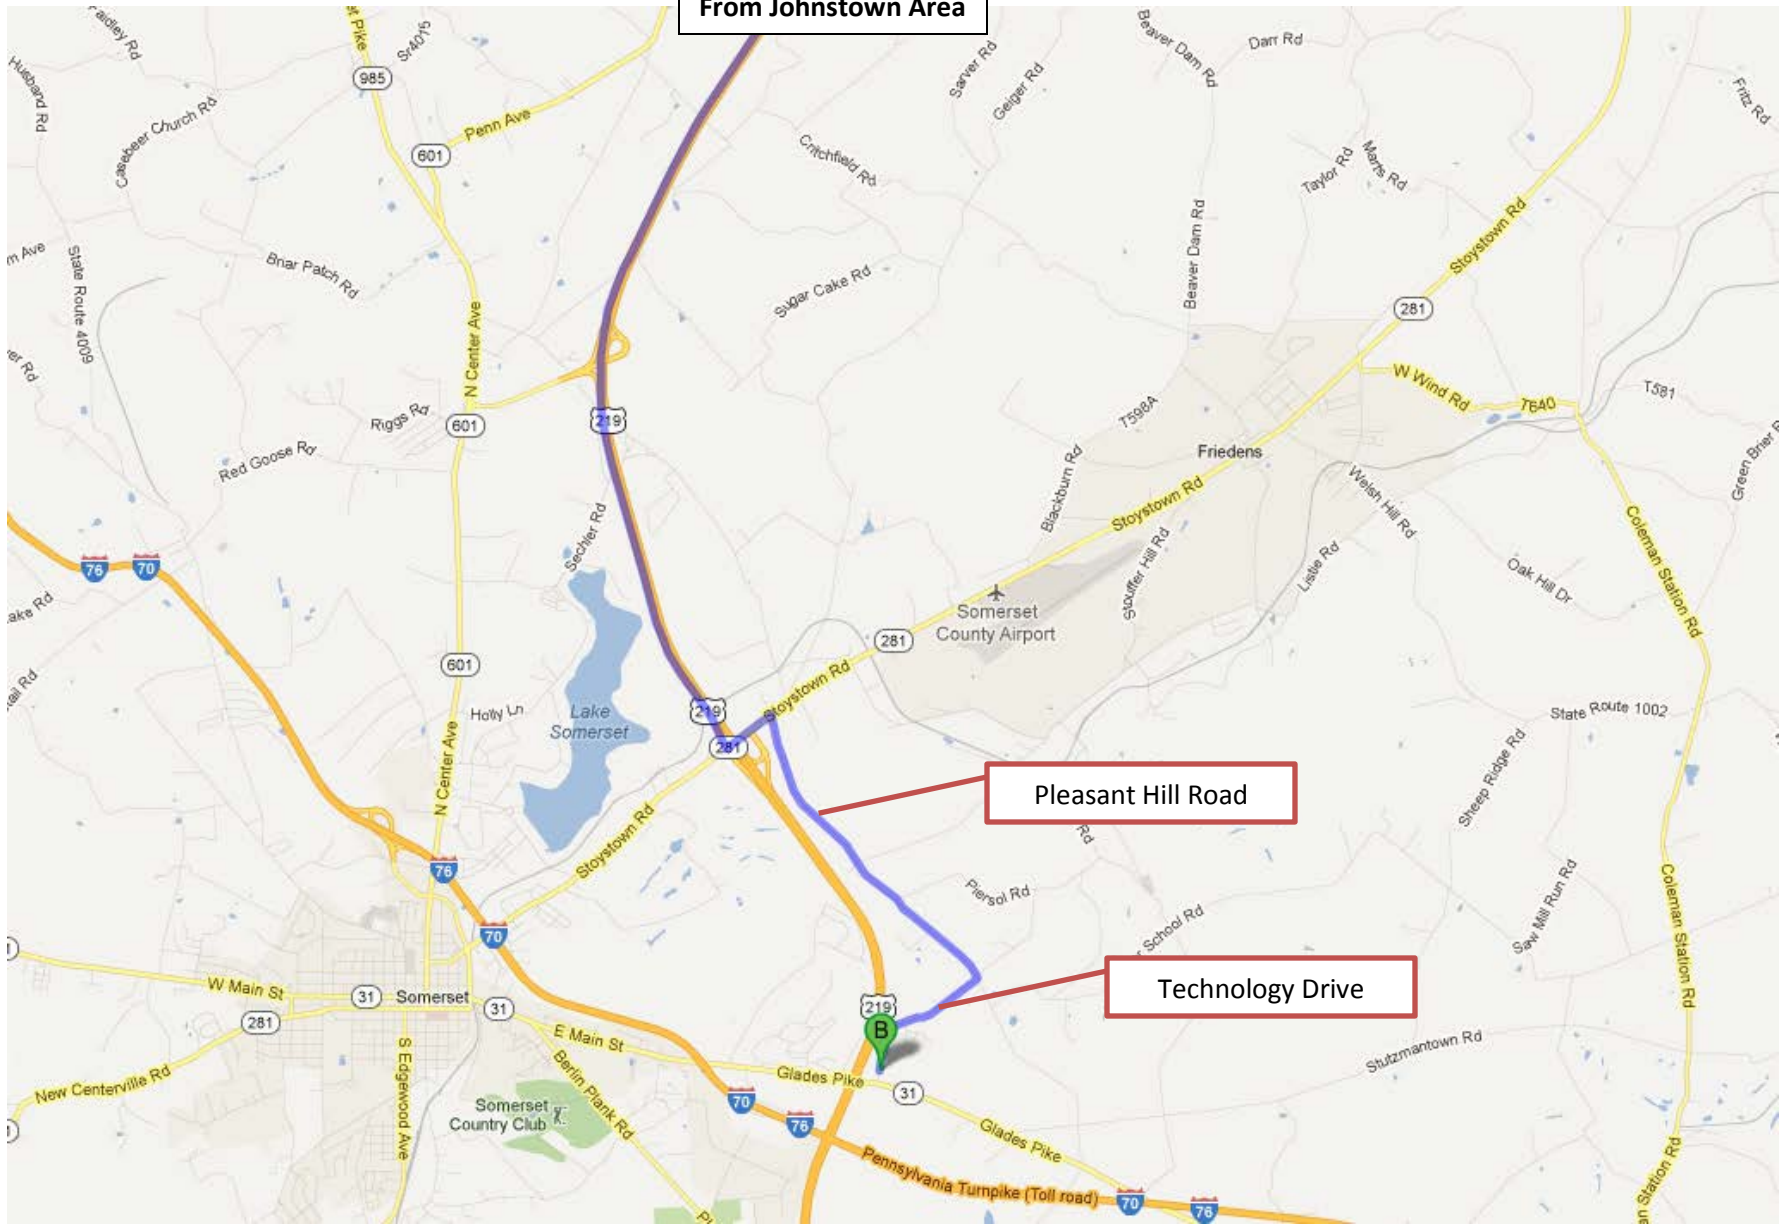 From Johnstown Area
Faidley Rd
et Pike
Sr4015
Beaver Dam Rd
Darr Rd
Sarver Rd
Geiger Rd
Husband Rd
985
Fritz Rd
Casebeer Church Rd
Penn Ave
601
Critchfield Rd
Marts Rd
Taylor Rd
Stoystown Rd
Beaver Dam Rd
m Ave
State Route 4009
Briar Patch Rd
Sugar Cake Rd
281
N Center Ave
er Rd
W Wind Rd
T581
T640
T598A
Riggs Rd
601
219
Friedens
Red Goose Rd
Blackburn Rd
Stoystown Rd
Welsh Hill Rd
Green Brier R
Sechler Rd
Coleman Station Rd
76
70
Stouffer Hill Rd
Listie Rd
Oak Hill Dr
ake Rd
Somerset
County Airport
281
601
ail Rd
Stoystown Rd
Holly Ln
Lake
Somerset
219
State Route 1002
281
Sheep Ridge Rd
N Center Ave
Pleasant Hill Road
Rd
Stoystown Rd
76
Piersol Rd
Saw Mill Run Rd
Coleman Station Rd
r School Rd
70
W Main St
31
Somerset
31
Technology Drive
219
B
281
E Main St
Stutzmantown Rd
S Edgewood Ave
Berlin Plank Rd
Glades Pike
31
New Centerville Rd
70
Somerset
Country Club
76
Glades Pike
Pennsylvania Turnpike (Toll road)
70
76
Station Rd
Pl